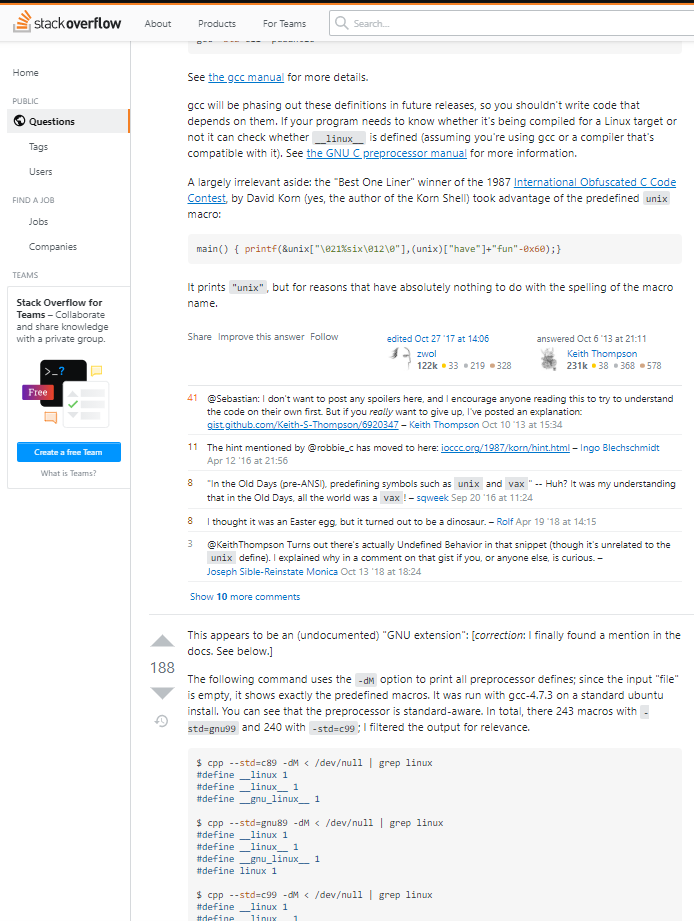 stackoverflow
About
Products
For Teams
Search...
Home
PUBLIC
Questions
Tags
Users
FIND A JOB
Jobs
Companies
TEAMS
Stack Overflow for
Teams – Collaborate
and share knowledge
with a private group.
>_?
Free
Create a free Team
What is Teams?
See the gcc manual for more details.
gcc will be phasing out these definitions in future releases, so you shouldn't write code that
depends on them. If your program needs to know whether it's being compiled for a Linux target or
not it can check whether __linux__ is defined (assuming you're using gcc or a compiler that's
compatible with it). See the GNU C preprocessor manual for more information.
A largely irrelevant aside: the "Best One Liner" winner of the 1987 International Obfuscated C Code
Contest, by David Korn (yes, the author of the Korn Shell) took advantage of the predefined unix
macro:
main() { printf(&unix["\021%six\012\0"],(unix)["have"]+"fun"-0x60);}
It prints "unix", but for reasons that have absolutely nothing to do with the spelling of the macro
name.
Share Improve this answer Follow
edited Oct 27 '17 at 14:06
zwol
122k 33 219 328
answered Oct 6 '13 at 21:11
Keith Thompson
231k 38 368 578
41 @Sebastian: I don't want to post any spoilers here, and I encourage anyone reading this to try to understand
the code on their own first. But if you really want to give up, I've posted an explanation:
gist.github.com/Keith-S-Thompson/6920347 – Keith Thompson Oct 10 '13 at 15:34
11 The hint mentioned by @robbie_c has moved to here: ioccc.org/1987/korn/hint.html – Ingo Blechschmidt
Apr 12 '16 at 21:56
8 "In the Old Days (pre-ANSI), predefining symbols such as unix and vax" -- Huh? It was my understanding
that in the Old Days, all the world was a vax! – sqweek Sep 20 '16 at 11:24
8 I thought it was an Easter egg, but it turned out to be a dinosaur. – Rolf Apr 19 '18 at 14:15
3 @KeithThompson Turns out there's actually Undefined Behavior in that snippet (though it's unrelated to the
unix define). I explained why in a comment on that gist if you, or anyone else, is curious. –
Joseph Sible-Reinstate Monica Oct 13 '18 at 18:24
Show 10 more comments
188
This appears to be an (undocumented) "GNU extension": [correction: I finally found a mention in the
docs. See below.]
The following command uses the -dM option to print all preprocessor defines; since the input "file"
is empty, it shows exactly the predefined macros. It was run with gcc-4.7.3 on a standard ubuntu
install. You can see that the preprocessor is standard-aware. In total, there 243 macros with -
std=gnu99 and 240 with -std=c99; I filtered the output for relevance.
$ cpp --std=c89 -dM < /dev/null | grep linux
#define __linux 1
#define __linux__ 1
#define __gnu_linux__ 1
$ cpp --std=gnu89 -dM < /dev/null | grep linux
#define __linux 1
#define __linux__ 1
#define __gnu_linux__ 1
#define linux 1
$ cpp --std=c99 -dM < /dev/null | grep linux
#define __linux 1
#define __linux__ 1